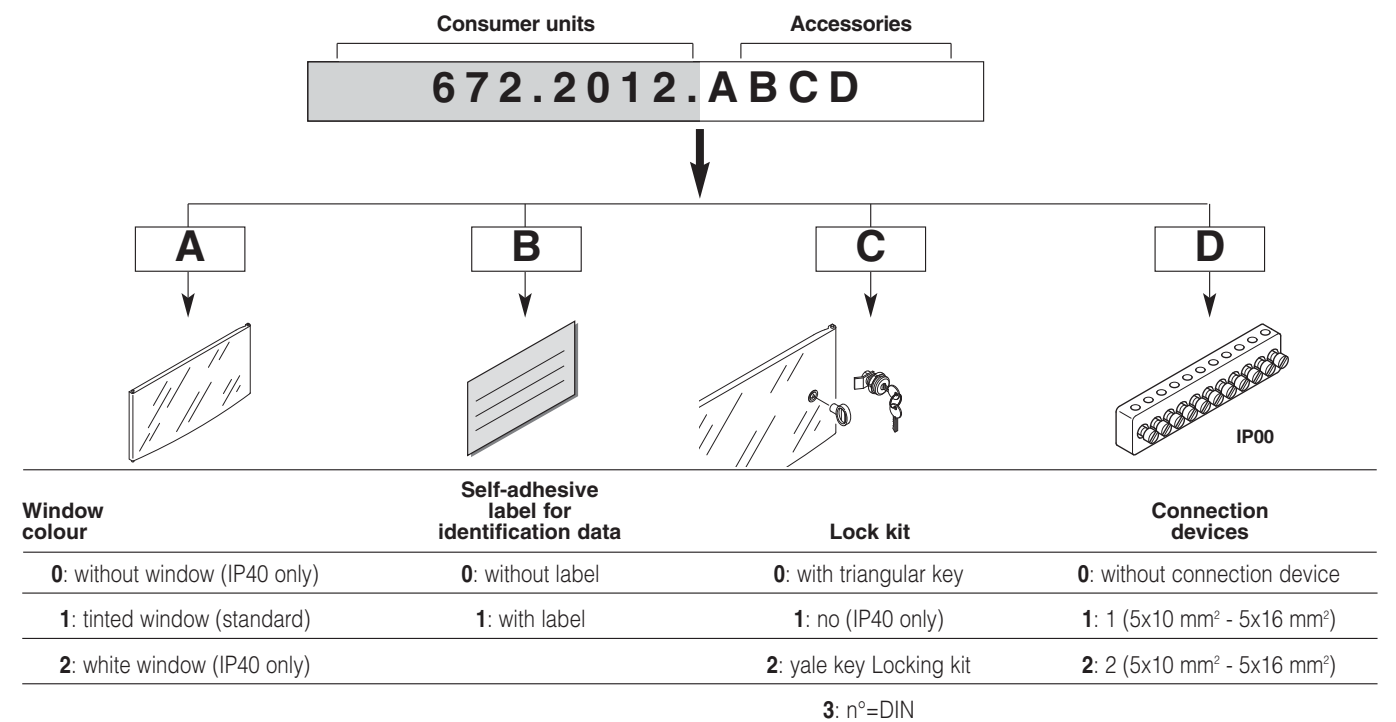 Consumer units Accessories
672.2012.ABCD
A B C D
IP00
Window
colour
Self-adhesive
label for
identification data
Lock kit
Connection
devices
0: without window (IP40 only) 0: without label 0: with triangular key 0: without connection device
1: tinted window (standard) 1: with label 1: no (IP40 only) 1: 1 (5x10 mm² - 5x16 mm²)
2: white window (IP40 only) 2: yale key Locking kit 2: 2 (5x10 mm² - 5x16 mm²)
3: n°=DIN